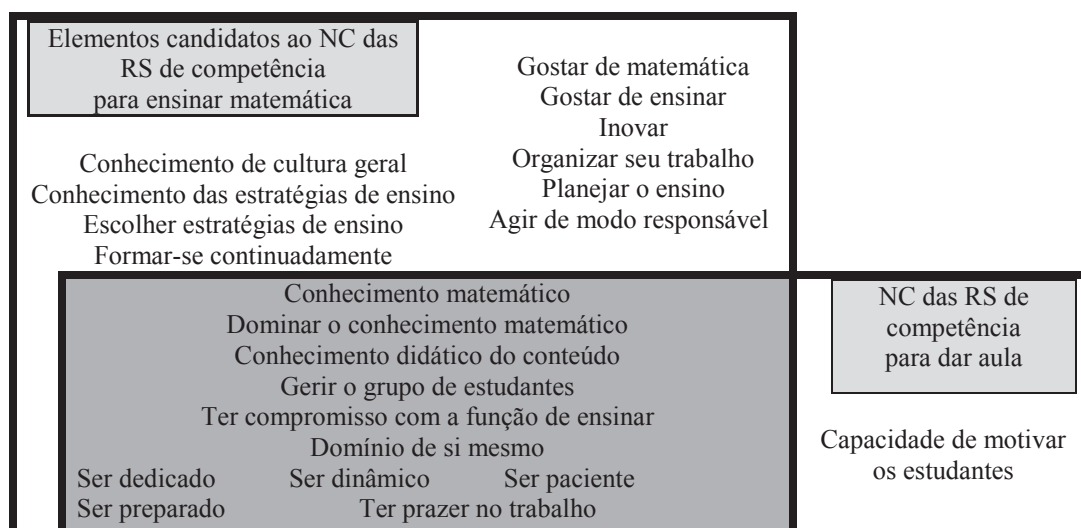 Elementos candidatos ao NC das
RS de competência
para ensinar matemática
Gostar de matemática
Gostar de ensinar
Inovar
Organizar seu trabalho
Planejar o ensino
Agir de modo responsável
Conhecimento de cultura geral
Conhecimento das estratégias de ensino
Escolher estratégias de ensino
Formar-se continuadamente
Conhecimento matemático
Dominar o conhecimento matemático
Conhecimento didático do conteúdo
Gerir o grupo de estudantes
Ter compromisso com a função de ensinar
Domínio de si mesmo
Ser dedicado Ser dinâmico Ser paciente
Ser preparado Ter prazer no trabalho
NC das RS de
competência
para dar aula
Capacidade de motivar
os estudantes